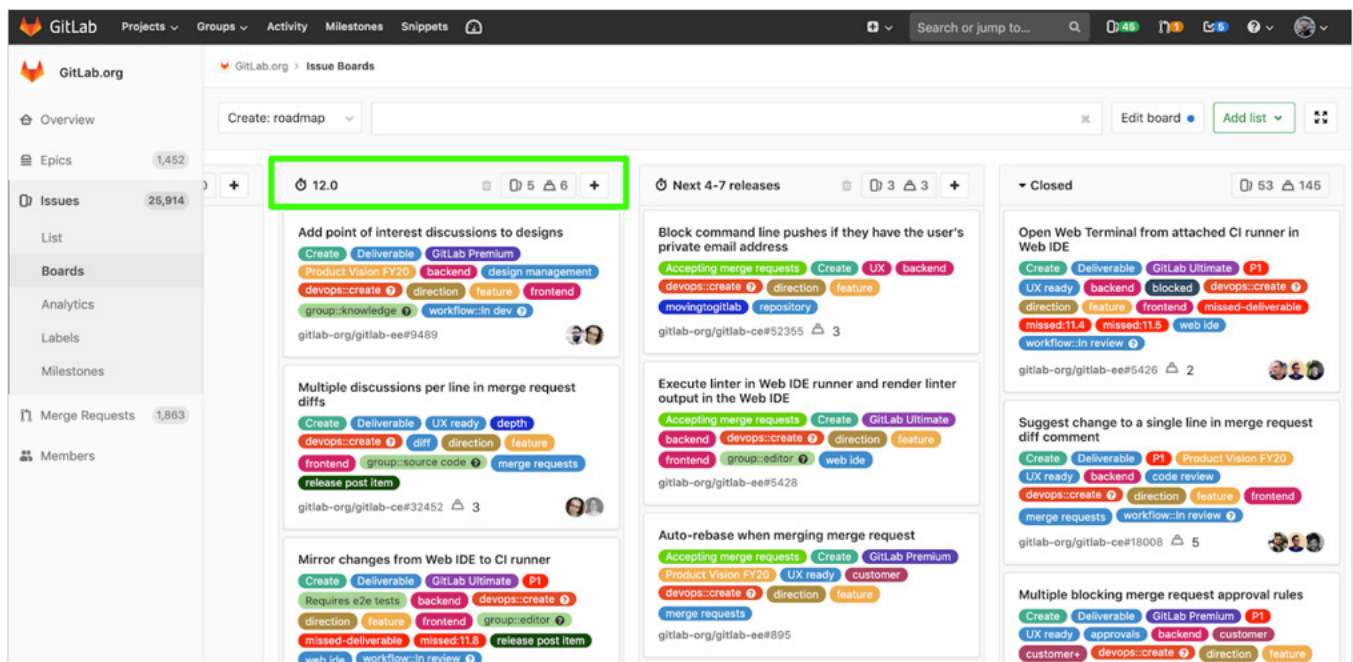 GitLab Projects Groups Activity Milestones Snippets Search or jump to... 45 1 5
GitLab.org
GitLab.org > Issue Boards
Overview
Create: roadmap
Edit board
Add list
Epics 1,452
Issues 25,914
List
Boards
Analytics
Labels
Milestones
Merge Requests 1,863
Members
12.0 5 6
Add point of interest discussions to designs
Create Deliverable GitLab Premium
Product Vision FY20 backend design management
devops::create direction feature frontend
group::knowledge workflow::In dev
gitlab-org/gitlab-ee#9489
Multiple discussions per line in merge request
diffs
Create Deliverable UX ready depth
devops::create diff direction feature
frontend group::source code merge requests
release post item
gitlab-org/gitlab-ce#32452 3
Mirror changes from Web IDE to CI runner
Create Deliverable GitLab Ultimate P1
Requires e2e tests backend devops::create
direction feature frontend group::editor
missed-deliverable missed:11.8 release post item
web ide workflow::In review
Next 4-7 releases 3 3
Block command line pushes if they have the user's
private email address
Accepting merge requests Create UX backend
devops::create direction feature
movingtogitlab repository
gitlab-org/gitlab-ce#52355 3
Execute linter in Web IDE runner and render linter
output in the Web IDE
Accepting merge requests Create GitLab Ultimate
backend devops::create direction feature
frontend group::editor web ide
gitlab-org/gitlab-ee#5428
Auto-rebase when merging merge request
Accepting merge requests Create GitLab Premium
Product Vision FY20 UX ready customer
devops::create direction feature
merge requests
gitlab-org/gitlab-ee#895
Closed 53 145
Open Web Terminal from attached CI runner in
Web IDE
Create Deliverable GitLab Ultimate P1
UX ready backend blocked devops::create
direction feature frontend missed-deliverable
missed:11.4 missed:11.5 web ide
workflow::In review
gitlab-org/gitlab-ee#5426 2
Suggest change to a single line in merge request
diff comment
Create Deliverable P1 Product Vision FY20
UX ready backend code review
devops::create direction feature frontend
merge requests workflow::In review
gitlab-org/gitlab-ce#18008 5
Multiple blocking merge request approval rules
Create Deliverable GitLab Premium P1
UX ready approvals backend customer
customer+ devops::create direction feature